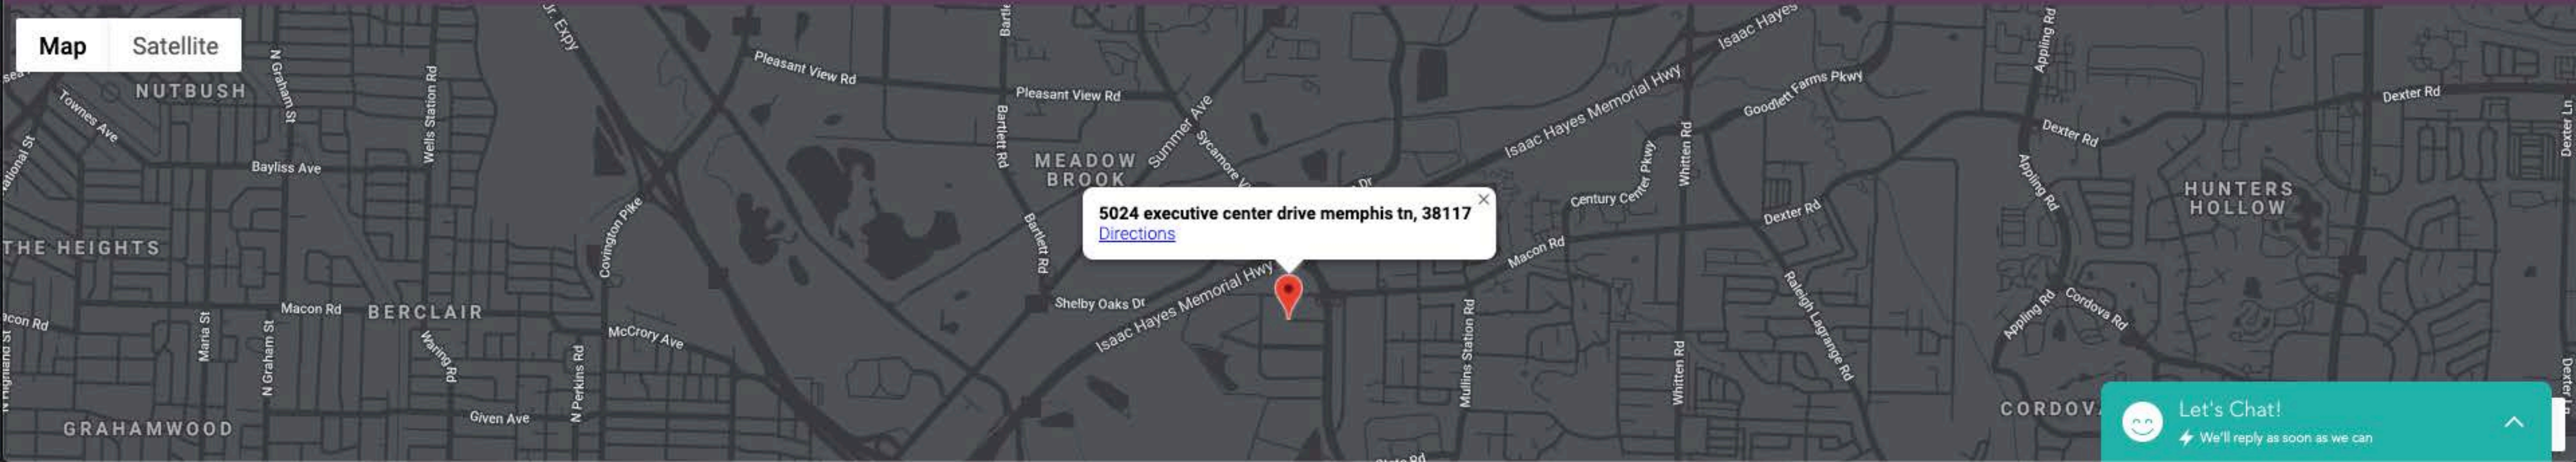 Map
Satellite
NUTBUSH
Townes Ave
N Graham St
Wells Station Rd
Bayliss Ave
THE HEIGHTS
Macon Rd
BERCLAIR
Maria St
N Graham St
Waring Rd
Given Ave
N Perkins Rd
GRAHAMWOOD
Covington Pike
McCrory Ave
Jr. Expy
Pleasant View Rd
Pleasant View Rd
Bartlett Rd
MEADOW
BROOK
Summer Ave
Bartlett Rd
Shelby Oaks Dr
Isaac Hayes Memorial Hwy
5024 executive center drive memphis tn, 38117
Directions
Dr
Isaac Hayes Memorial Hwy
Isaac Hayes
Goodlett Farms Pkwy
Whitten Rd
Century Center Pkwy
Macon Rd
Dexter Rd
Mullins Station Rd
Whitten Rd
Raleigh Lagrange Rd
Appling Rd
Dexter Rd
Dexter Rd
Dexter Ln
Appling Rd
HUNTERS
HOLLOW
Appling Rd
Cordova Rd
Let's Chat!
We'll reply as soon as we can